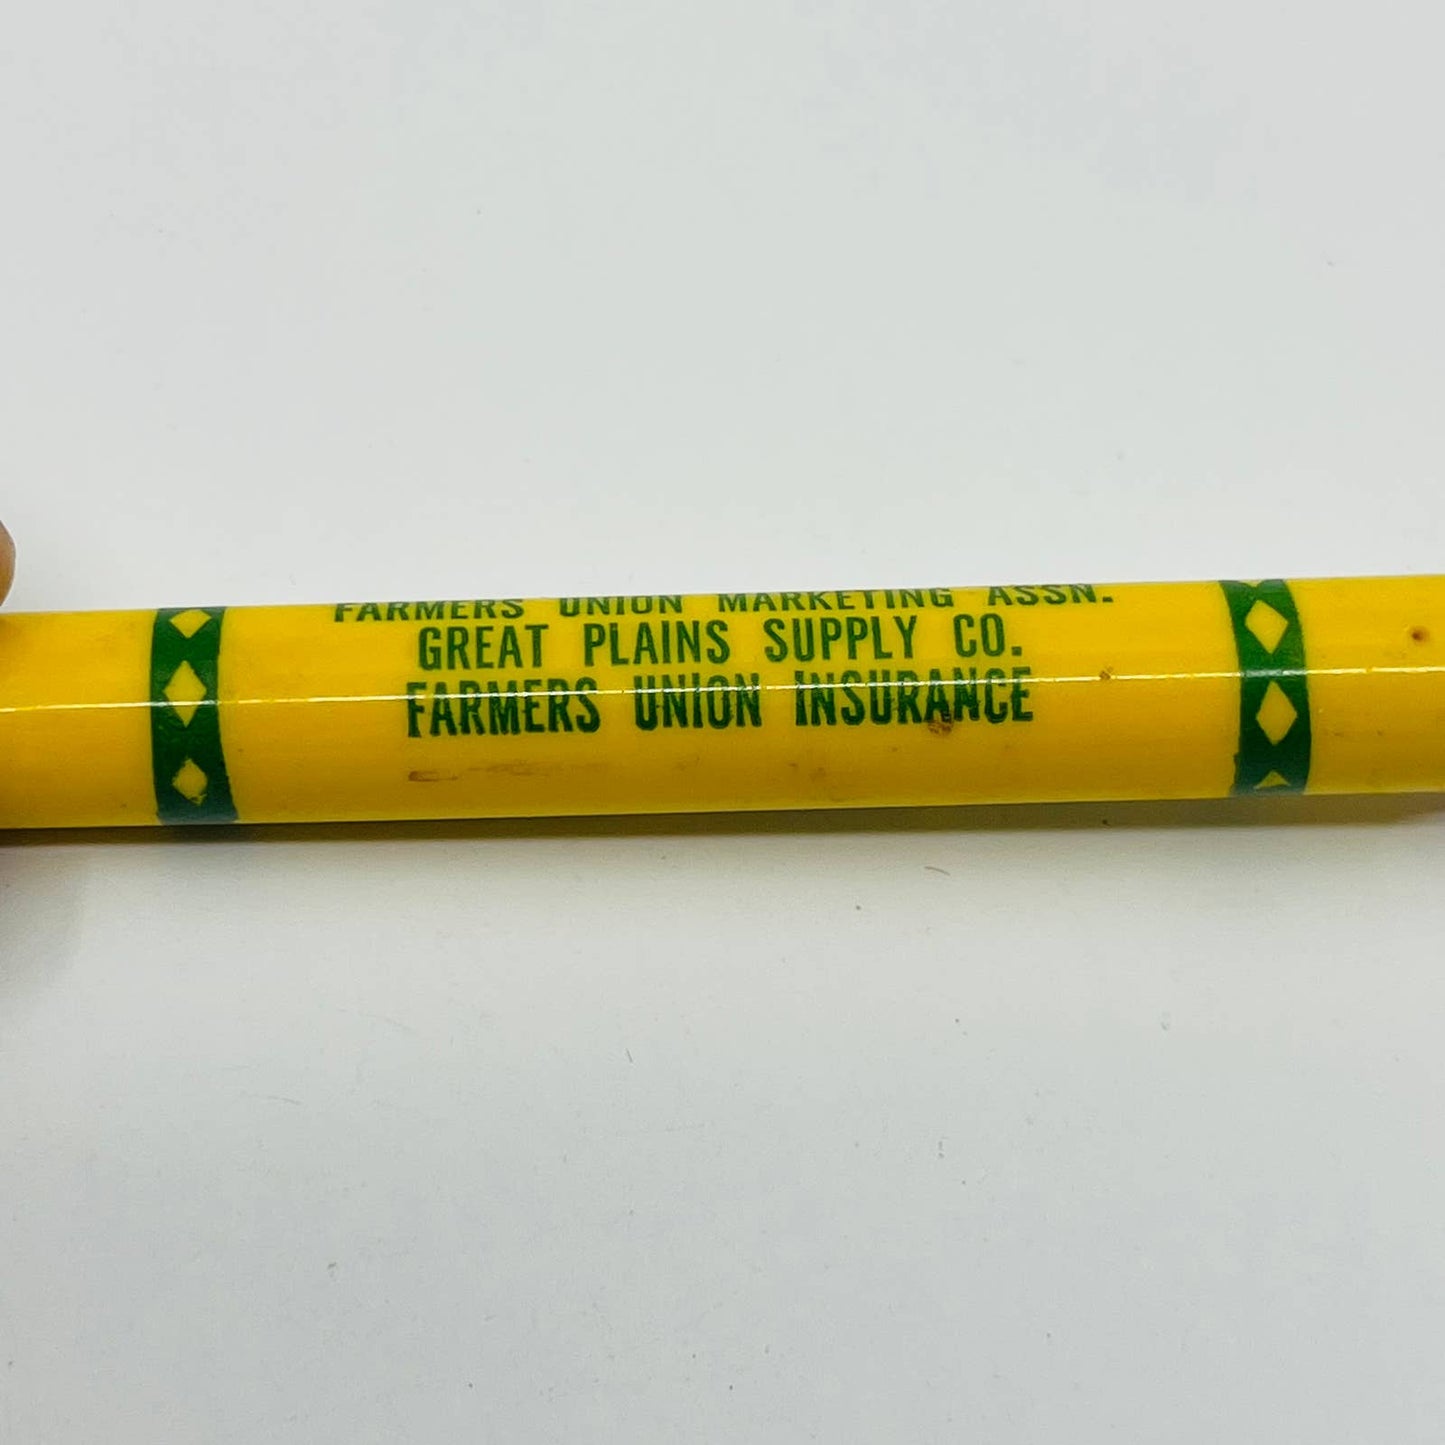 FARMERS UNION MARKETING ASSN.
GREAT PLAINS SUPPLY CO.
FARMERS UNION INSURANCE